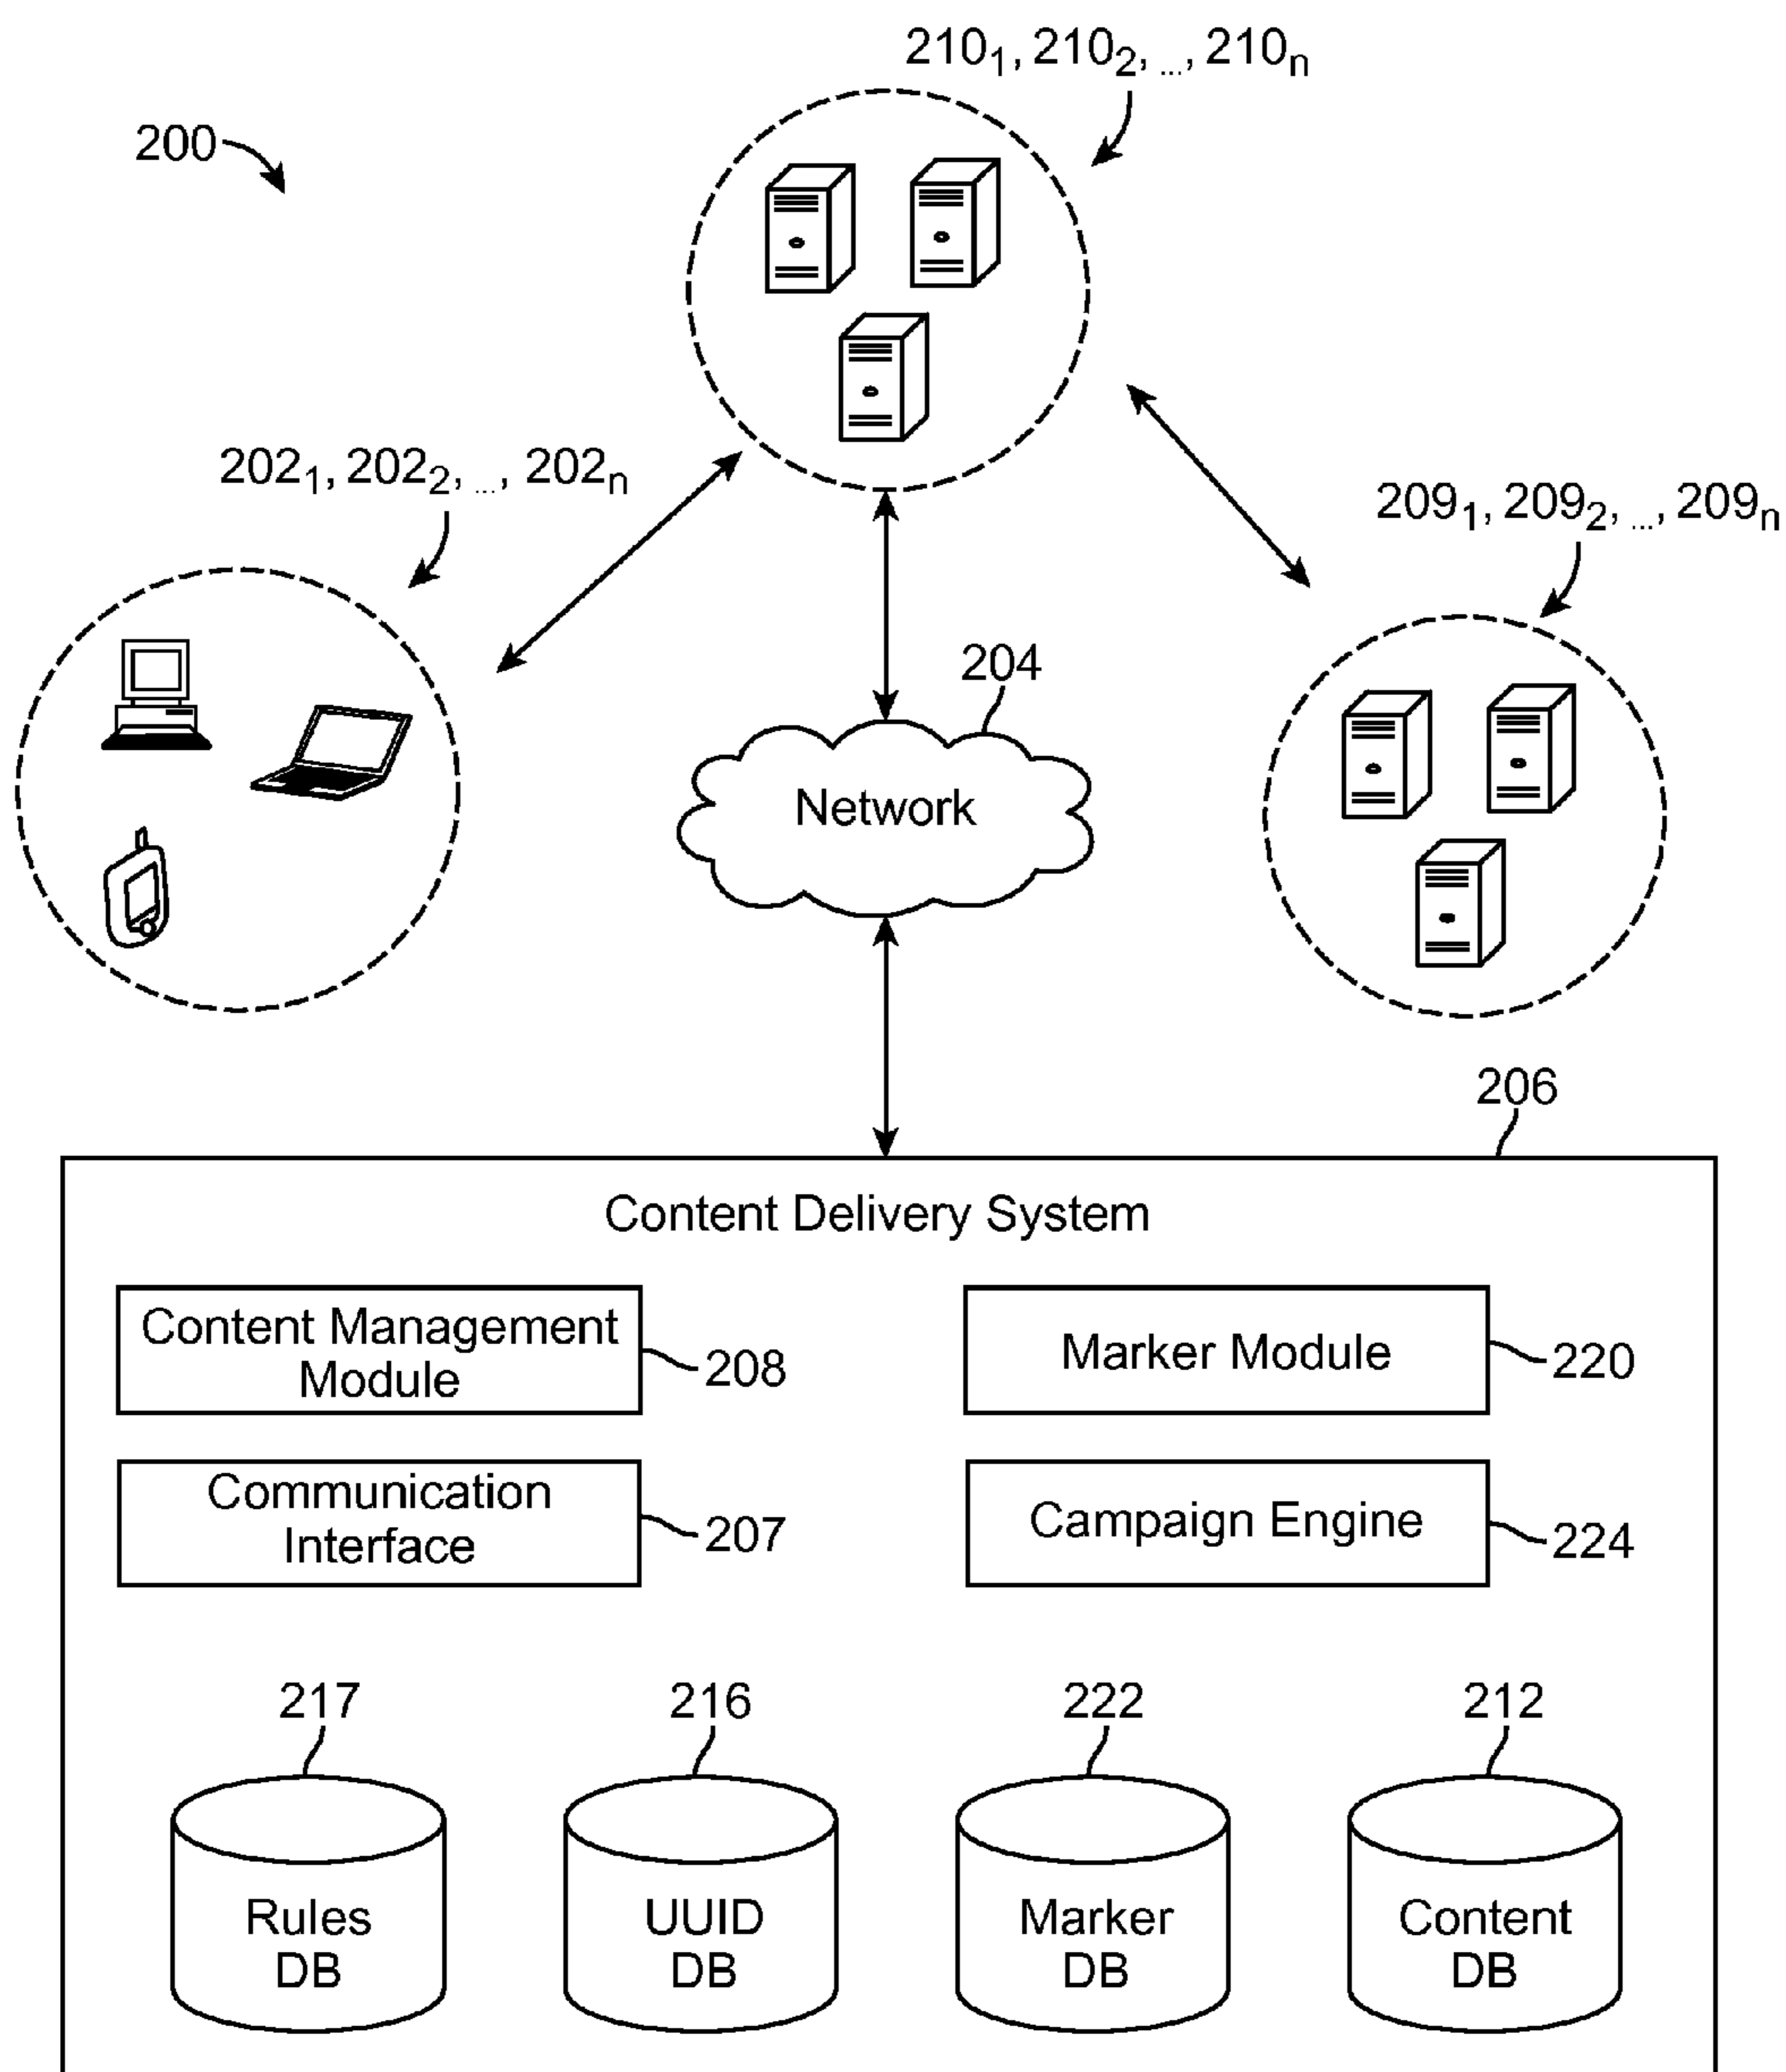 210₁, 210₂, ..., 210ₙ
200
202₁, 202₂, ..., 202ₙ
209₁, 209₂, ..., 209ₙ
204
Network
206
Content Delivery System
Content Management
Module
208
Marker Module
220
Communication
Interface
207
Campaign Engine
224
217
216
222
212
Rules
DB
UUID
DB
Marker
DB
Content
DB